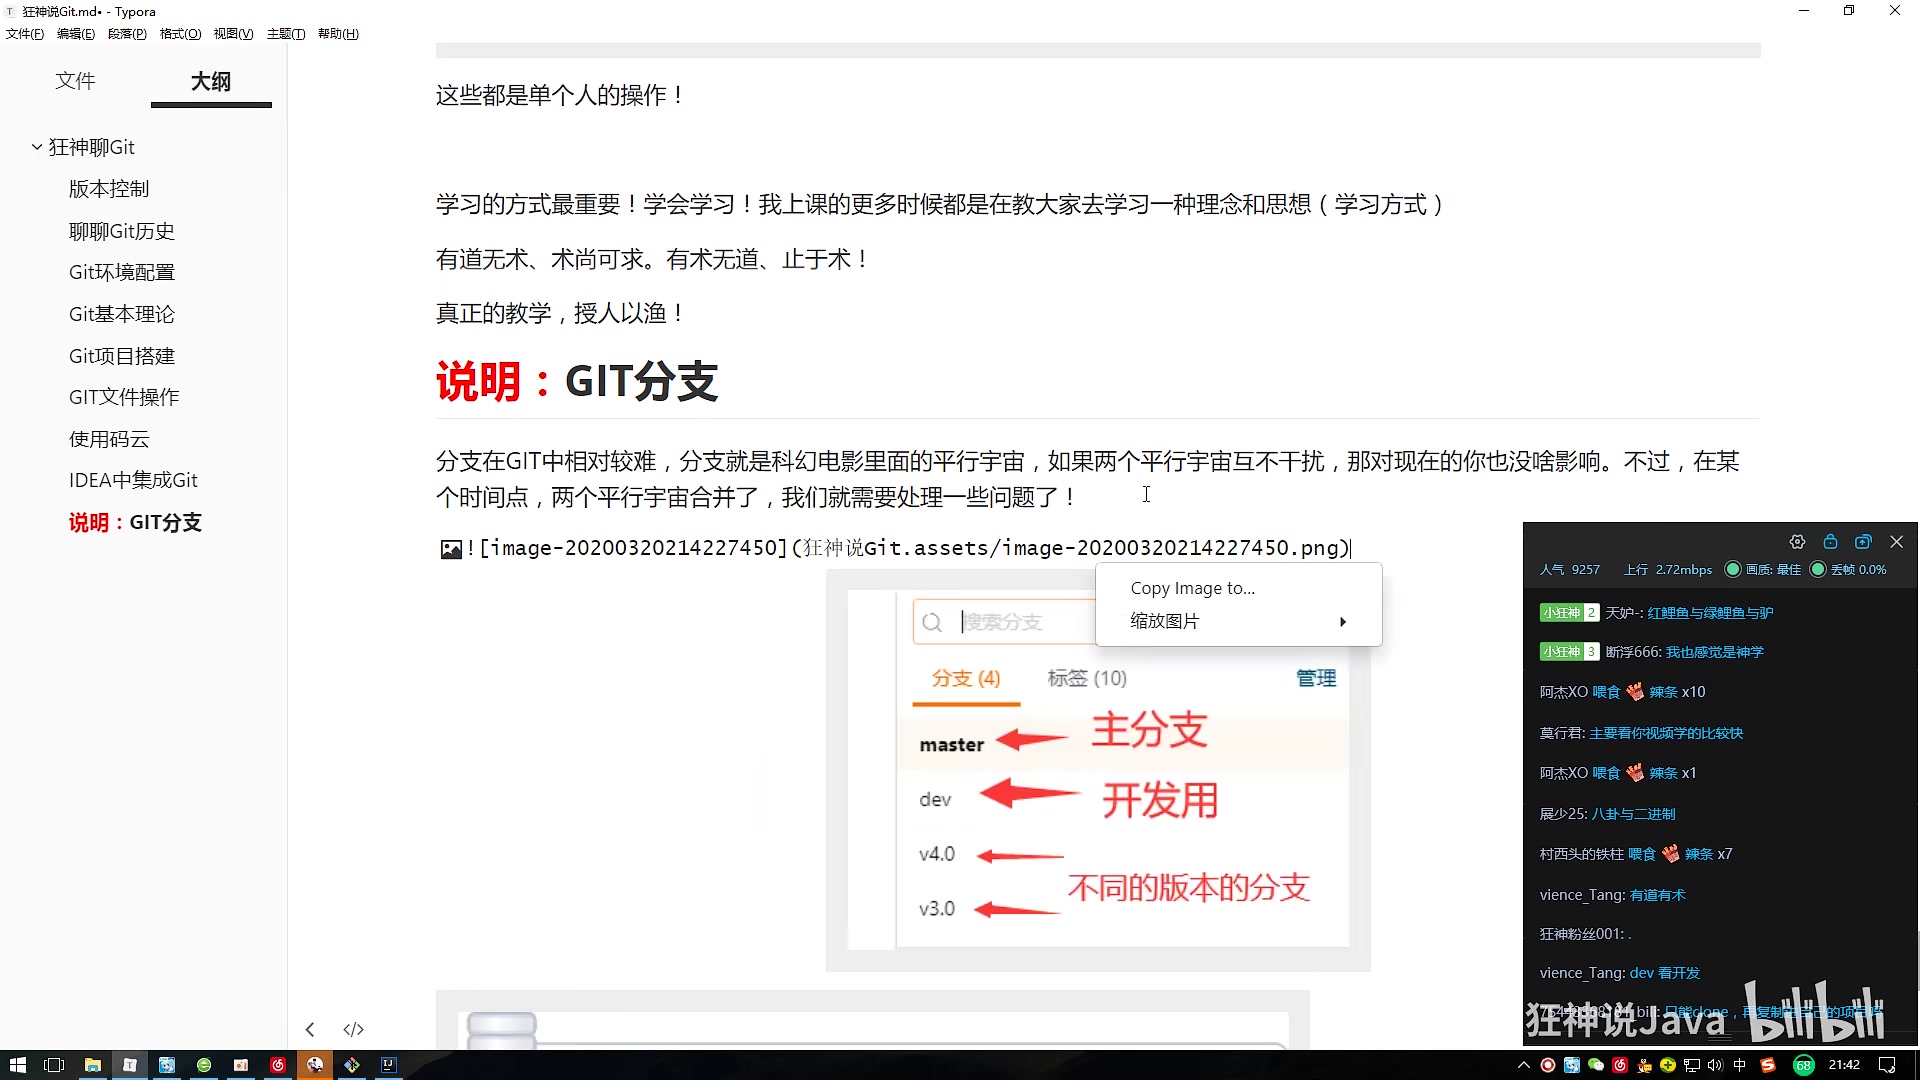 狂神说Git.md• - Typora
文件(F) 编辑(E) 段落(P) 格式(O) 视图(V) 主题(T) 帮助(H)
文件 大纲
狂神聊Git
版本控制
聊聊Git历史
Git环境配置
Git基本理论
Git项目搭建
GIT文件操作
使用码云
IDEA中集成Git
说明：GIT分支
这些都是单个人的操作！
学习的方式最重要！学会学习！我上课的更多时候都是在教大家去学习一种理念和思想（学习方式）
有道无术、术尚可求。有术无道、止于术！
真正的教学，授人以渔！
说明：GIT分支
分支在GIT中相对较难，分支就是科幻电影里面的平行宇宙，如果两个平行宇宙互不干扰，那对现在的你也没啥影响。不过，在某
个时间点，两个平行宇宙合并了，我们就需要处理一些问题了！
![image-20200320214227450](狂神说Git.assets/image-20200320214227450.png)
Copy Image to...
缩放图片
搜索分支
分支 (4) 标签 (10) 管理
master 主分支
dev 开发用
v4.0
不同的版本的分支
v3.0
人气 9257 上行 2.72mbps 画质: 最佳 丢帧 0.0%
小狂神 2 天妒-: 红鲤鱼与绿鲤鱼与驴
小狂神 3 断浮666: 我也感觉是神学
阿杰XO 喂食 辣条 x10
莫行君: 主要看你视频学的比较快
阿杰XO 喂食 辣条 x1
展少25: 八卦与二进制
村西头的铁柱 喂食 辣条 x7
vience_Tang: 有道有术
狂神粉丝001: .
vience_Tang: dev 看开发
bili: 只能clone，再复制进自己的项目
狂神说Java bilibili
</>
68 中 21:42